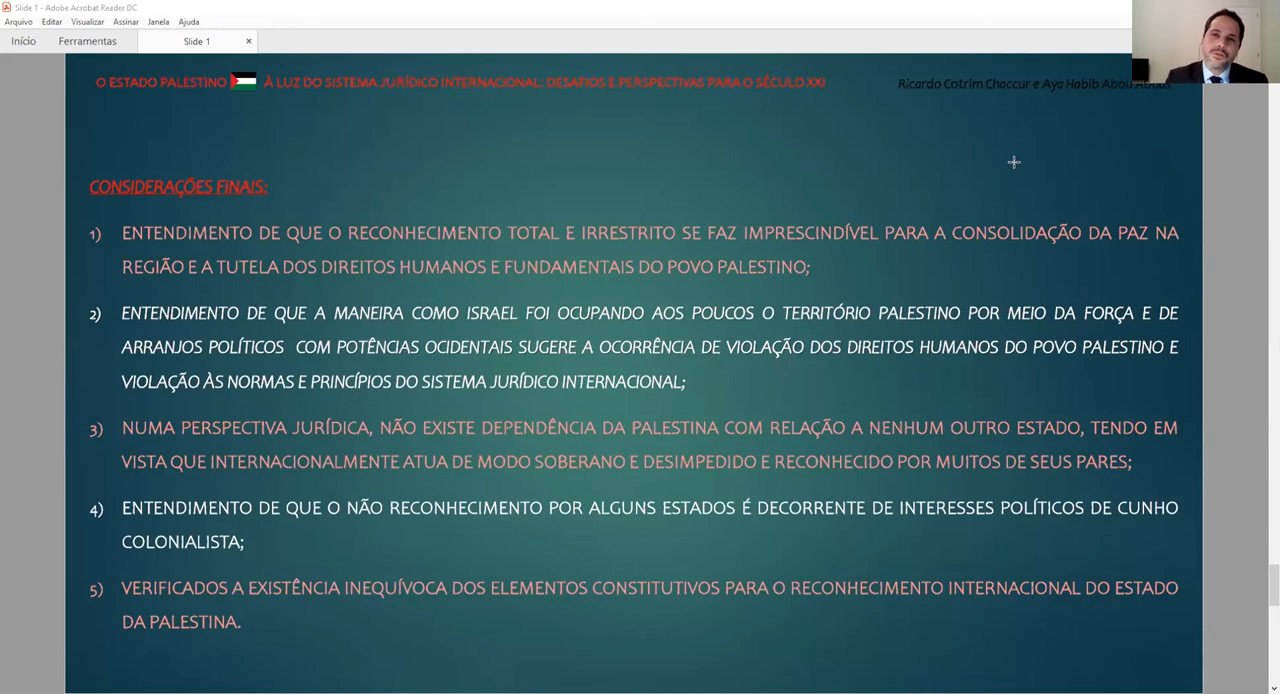 Slide 1 - Adobe Acrobat Reader DC
Arquivo Editar Visualizar Assinar Janela Ajuda
Início Ferramentas Slide 1 ×
O ESTADO PALESTINO À LUZ DO SISTEMA JURÍDICO INTERNACIONAL: DESAFIOS E PERSPECTIVAS PARA O SÉCULO XXI Ricardo Cotrim Chaccur e Aya Habib Abou Abbas
CONSIDERAÇÕES FINAIS:
1) ENTENDIMENTO DE QUE O RECONHECIMENTO TOTAL E IRRESTRITO SE FAZ IMPRESCINDÍVEL PARA A CONSOLIDAÇÃO DA PAZ NA
REGIÃO E A TUTELA DOS DIREITOS HUMANOS E FUNDAMENTAIS DO POVO PALESTINO;
2) ENTENDIMENTO DE QUE A MANEIRA COMO ISRAEL FOI OCUPANDO AOS POUCOS O TERRITÓRIO PALESTINO POR MEIO DA FORÇA E DE
ARRANJOS POLÍTICOS COM POTÊNCIAS OCIDENTAIS SUGERE A OCORRÊNCIA DE VIOLAÇÃO DOS DIREITOS HUMANOS DO POVO PALESTINO E
VIOLAÇÃO ÀS NORMAS E PRINCÍPIOS DO SISTEMA JURÍDICO INTERNACIONAL;
3) NUMA PERSPECTIVA JURÍDICA, NÃO EXISTE DEPENDÊNCIA DA PALESTINA COM RELAÇÃO A NENHUM OUTRO ESTADO, TENDO EM
VISTA QUE INTERNACIONALMENTE ATUA DE MODO SOBERANO E DESIMPEDIDO E RECONHECIDO POR MUITOS DE SEUS PARES;
4) ENTENDIMENTO DE QUE O NÃO RECONHECIMENTO POR ALGUNS ESTADOS É DECORRENTE DE INTERESSES POLÍTICOS DE CUNHO
COLONIALISTA;
5) VERIFICADOS A EXISTÊNCIA INEQUÍVOCA DOS ELEMENTOS CONSTITUTIVOS PARA O RECONHECIMENTO INTERNACIONAL DO ESTADO
DA PALESTINA.